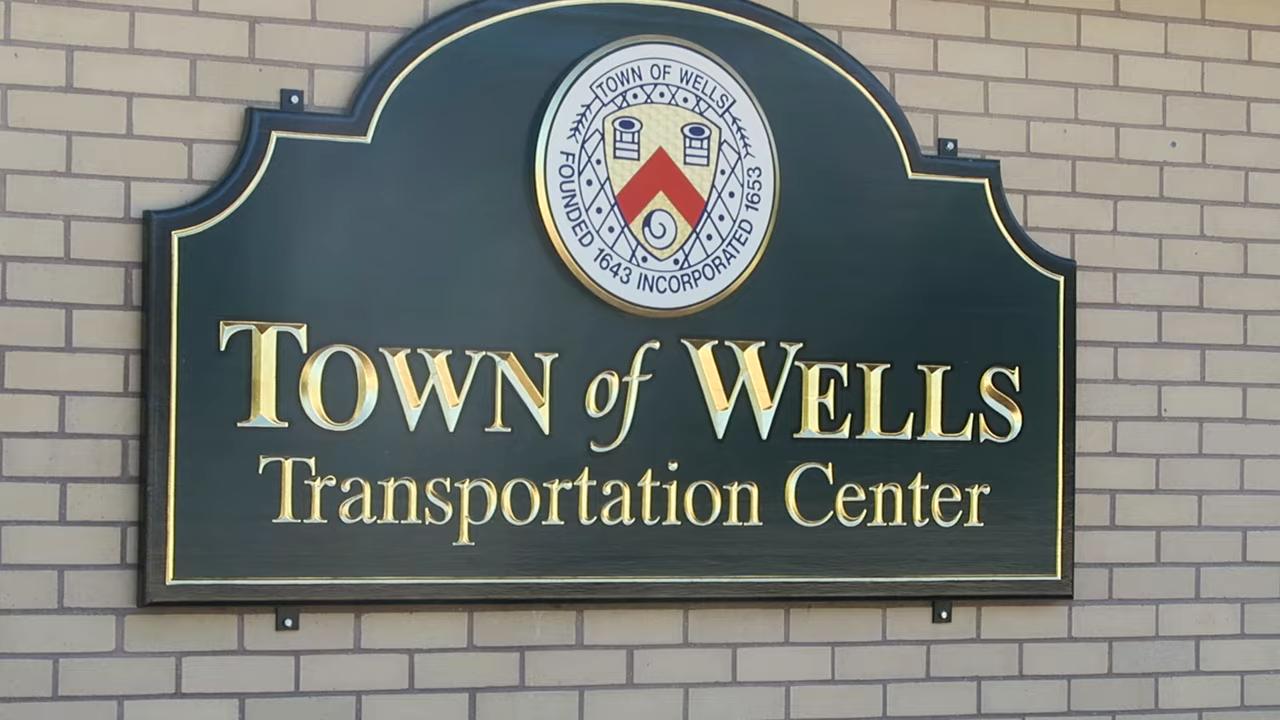 TOWN OF WELLS
FOUNDED 1643 INCORPORATED 1653
TOWN of WELLS
Transportation Center